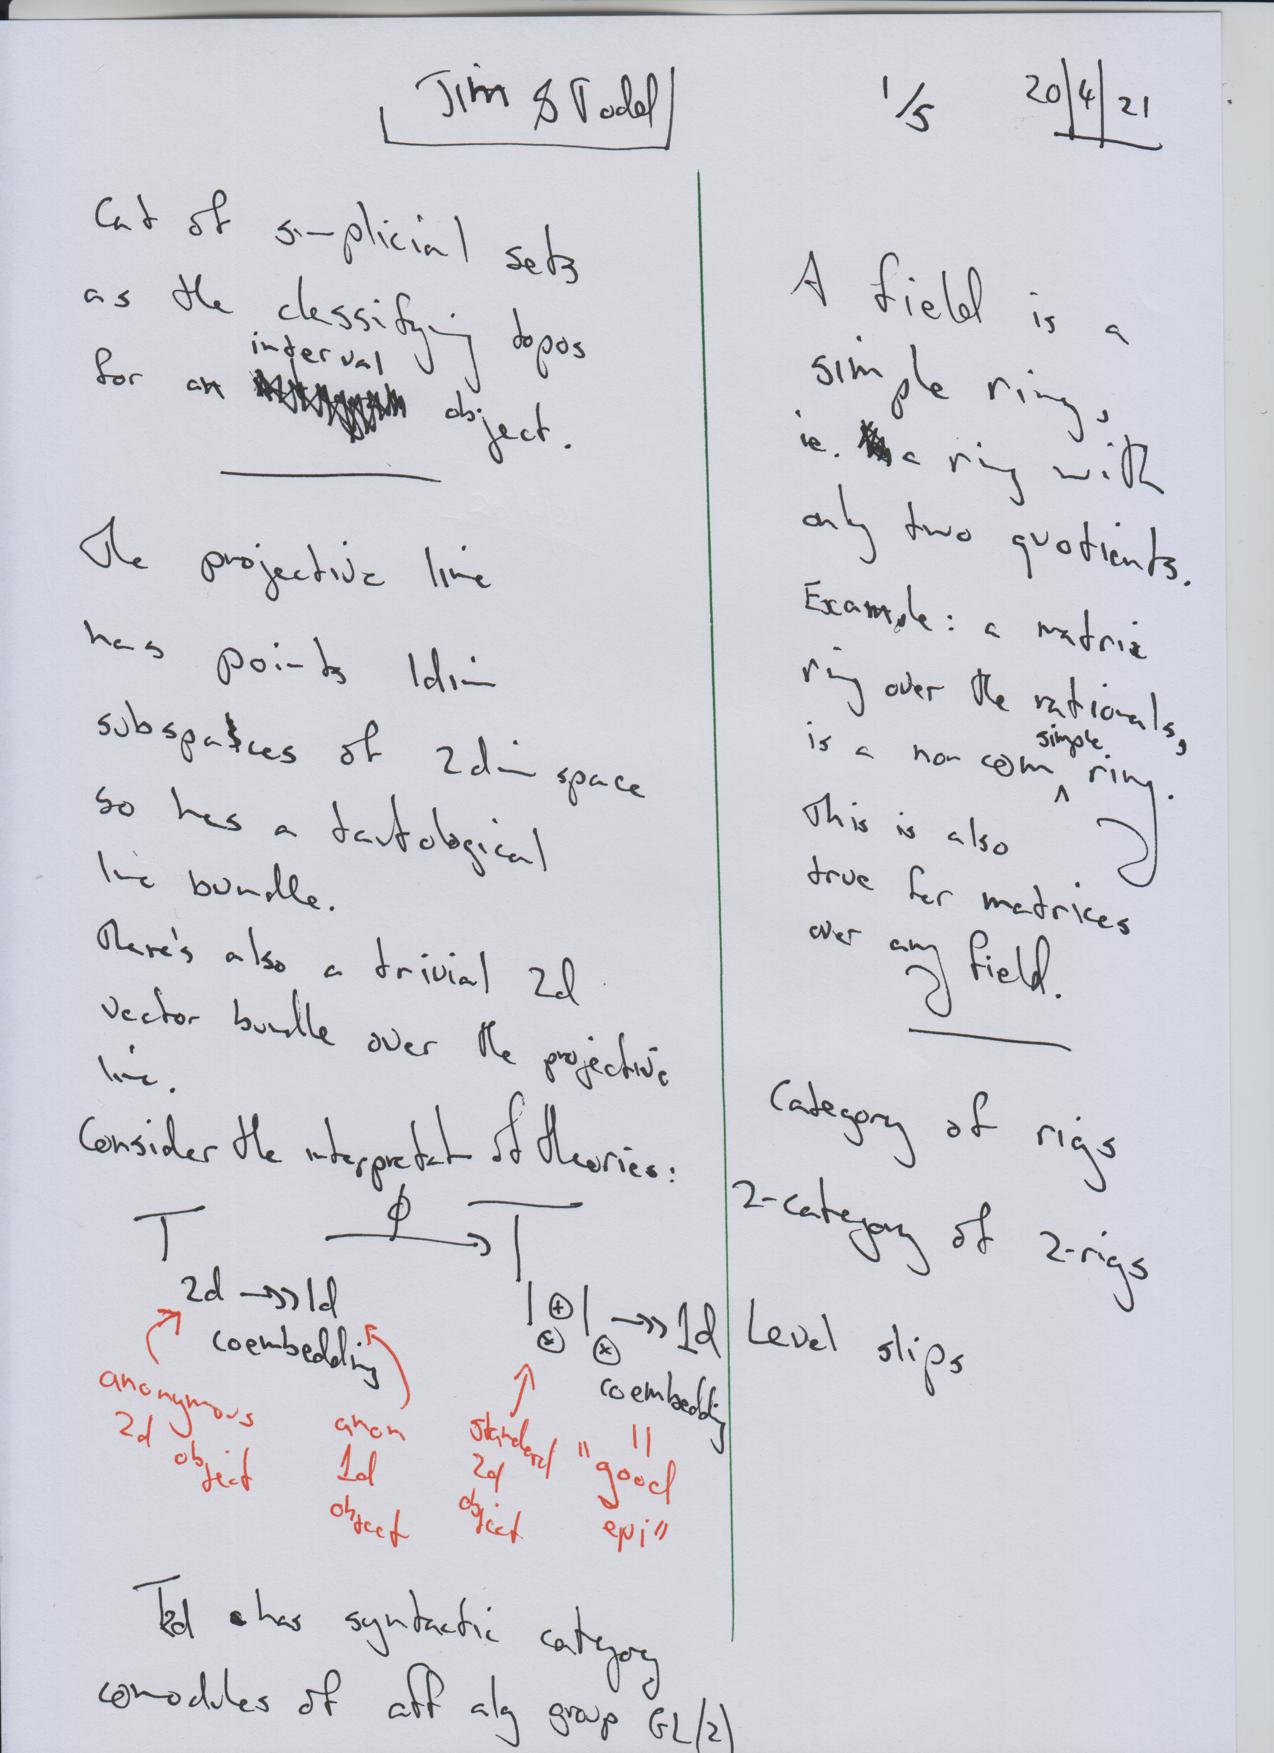 Jim & Todd
1/5
20/4/21
Cat of simplicial sets
as the classifying topos
interval
for an object.
The projective line
has points 1dim
subspaces of 2dim space
so has a tautological
line bundle.
There's also a trivial 2d
vector bundle over the projective
line.
Consider the interpretat of theories:
T ϕ T
2d ↠ 1d
coembedding
1 ⊕ 1 ↠ 1d
⊗ ⊗
coembedding
anonymous
2d object
anon
1d
object
standard
2d
object
=
"good
epi"
T2d has syntactic category
comodules of aff alg group GL(2)
A field is a
simple ring,
ie. a ring with
only two quotients.
Example: a matrix
ring over the rationals,
simple
is a non com ^ ring.
This is also
true for matrices
over any field.
Category of rigs
2-category of 2-rigs
Level slips